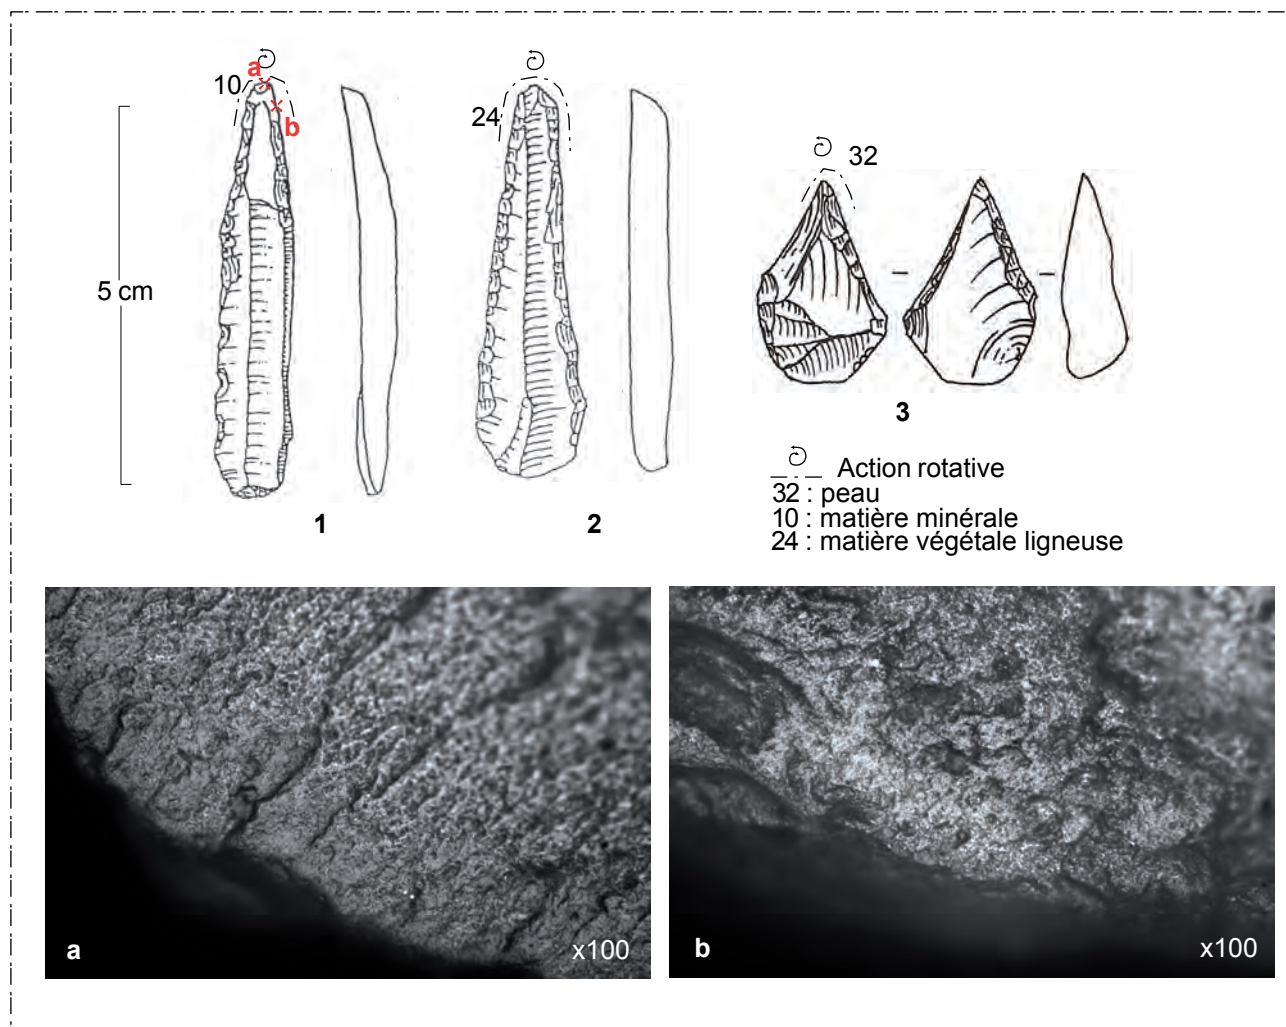 a
10
b
24
32
5 cm
1
2
3
Action rotative
32 : peau
10 : matière minérale
24 : matière végétale ligneuse
a
x100
b
x100